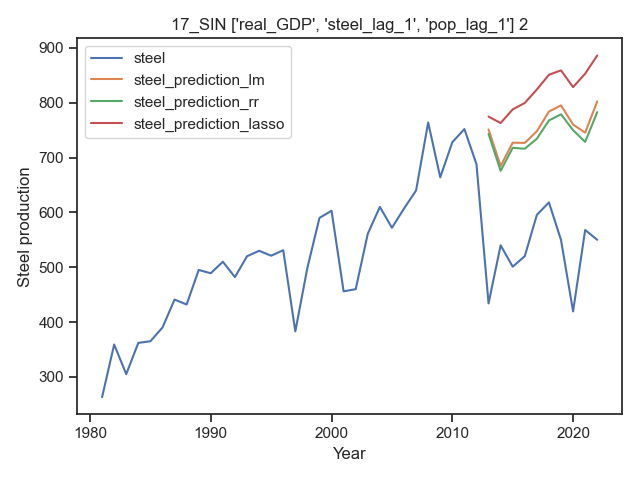 17_SIN ['real_GDP', 'steel_lag_1', 'pop_lag_1'] 2
steel
steel_prediction_lm
steel_prediction_rr
steel_prediction_lasso
Steel production
900
800
700
600
500
400
300
1980
1990
2000
2010
2020
Year